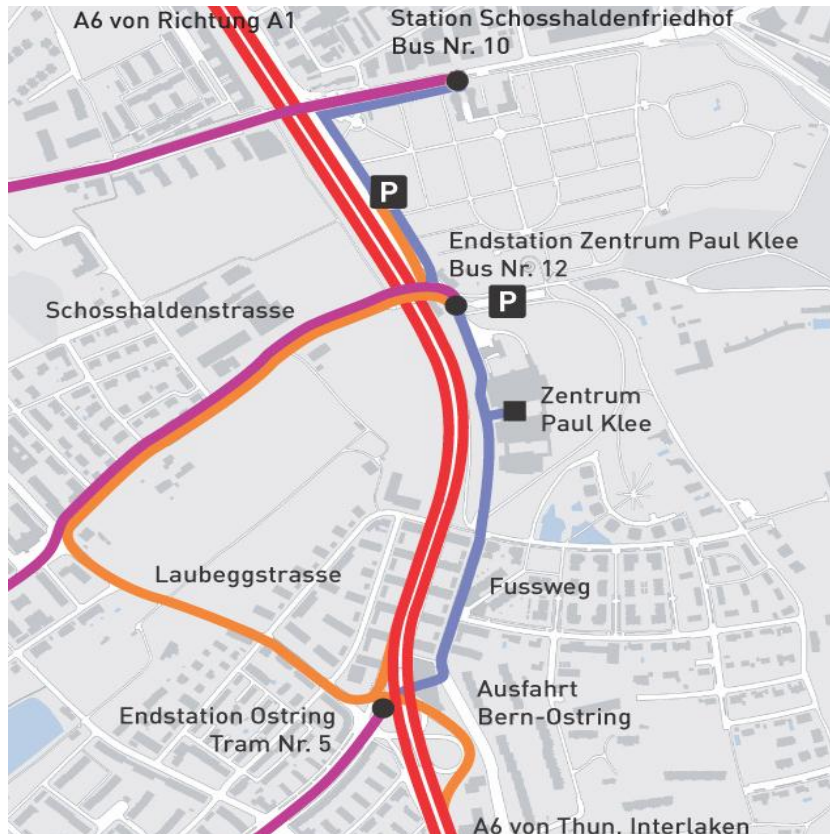 A6 von Richtung A1
Station Schosshaldenfriedhof
Bus Nr. 10
P
Endstation Zentrum Paul Klee
Bus Nr. 12
P
Schosshaldenstrasse
Zentrum
Paul Klee
Laubeggstrasse
Fussweg
Endstation Ostring
Tram Nr. 5
Ausfahrt
Bern-Ostring
A6 von Thun, Interlaken